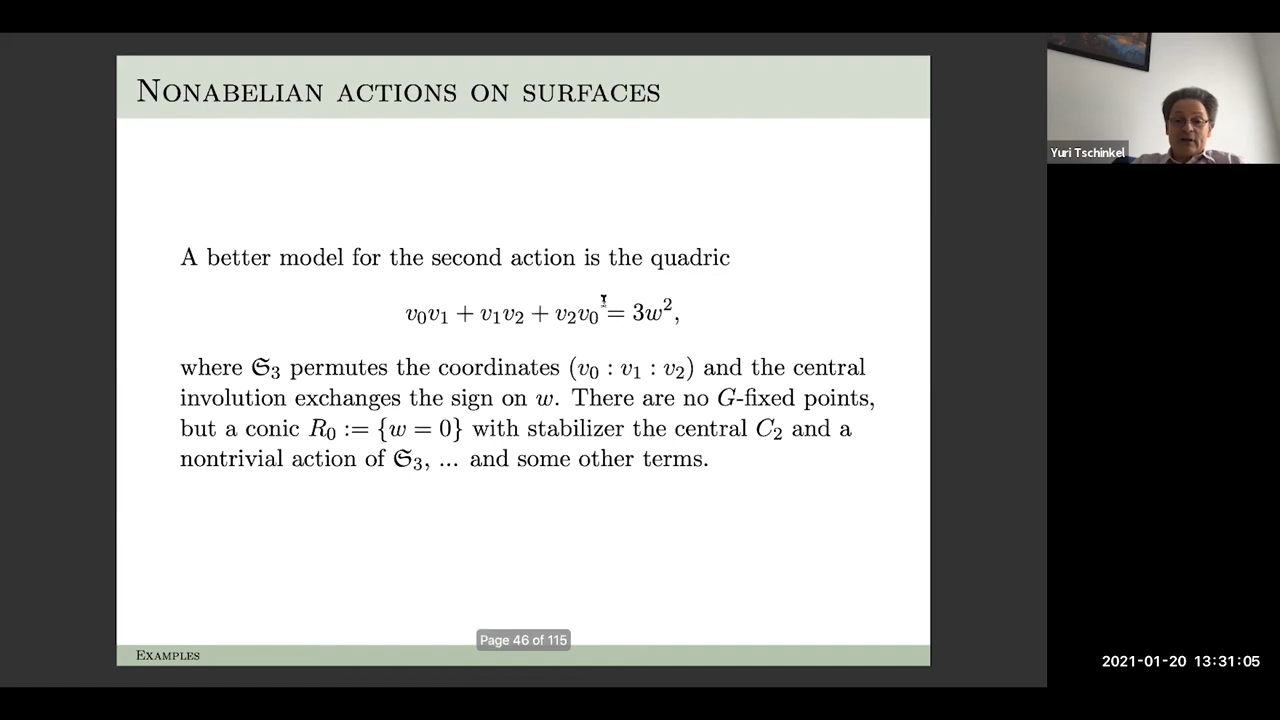 NONABELIAN ACTIONS ON SURFACES
A better model for the second action is the quadric
v₀v₁ + v₁v₂ + v₂v₀ = 3w²,
where 𝔖₃ permutes the coordinates (v₀ : v₁ : v₂) and the central
involution exchanges the sign on w. There are no G-fixed points,
but a conic R₀ := {w = 0} with stabilizer the central C₂ and a
nontrivial action of 𝔖₃, ... and some other terms.
Page 46 of 115
EXAMPLES
Yuri Tschinkel
2021-01-20 13:31:05